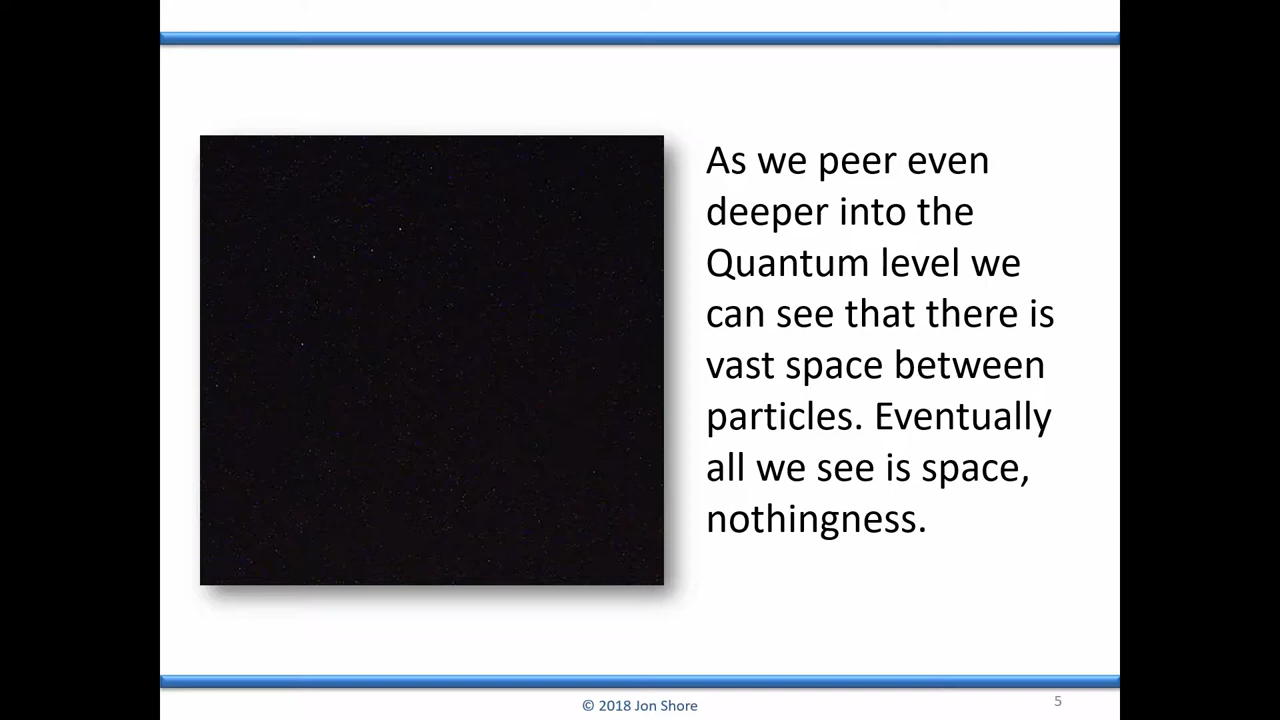 As we peer even
deeper into the
Quantum level we
can see that there is
vast space between
particles. Eventually
all we see is space,
nothingness.
© 2018 Jon Shore
5